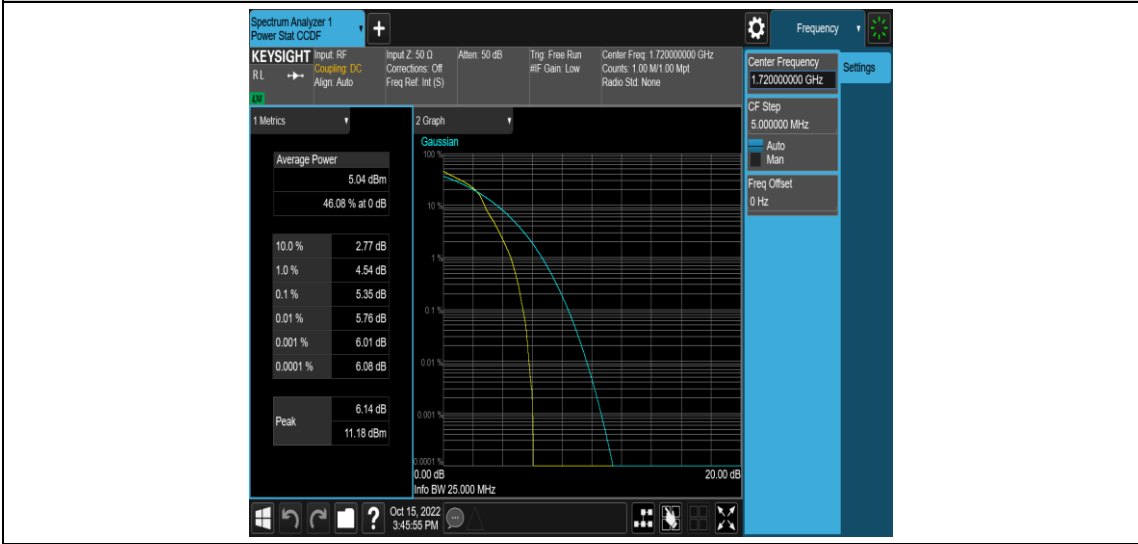 Spectrum Analyzer 1
Power Stat CCDF
+
Frequency
KEYSIGHT
RL
Input: RF
Coupling: DC
Align: Auto
Input Z: 50 Ω
Corrections: Off
Freq Ref: Int (S)
Atten: 50 dB
Trig: Free Run
#IF Gain: Low
Center Freq: 1.720000000 GHz
Counts: 1.00 M/1.00 Mpt
Radio Std: None
Center Frequency
1.720000000 GHz
Settings
CF Step
5.000000 MHz
Auto
Man
Freq Offset
0 Hz
1 Metrics
Average Power
5.04 dBm
46.08 % at 0 dB
10.0 % 2.77 dB
1.0 % 4.54 dB
0.1 % 5.35 dB
0.01 % 5.76 dB
0.001 % 6.01 dB
0.0001 % 6.08 dB
Peak
6.14 dB
11.18 dBm
2 Graph
Gaussian
100 %
10 %
1 %
0.1 %
0.01 %
0.001 %
0.0001 %
0.00 dB
20.00 dB
Info BW 25.000 MHz
?
Oct 15, 2022
3:45:55 PM